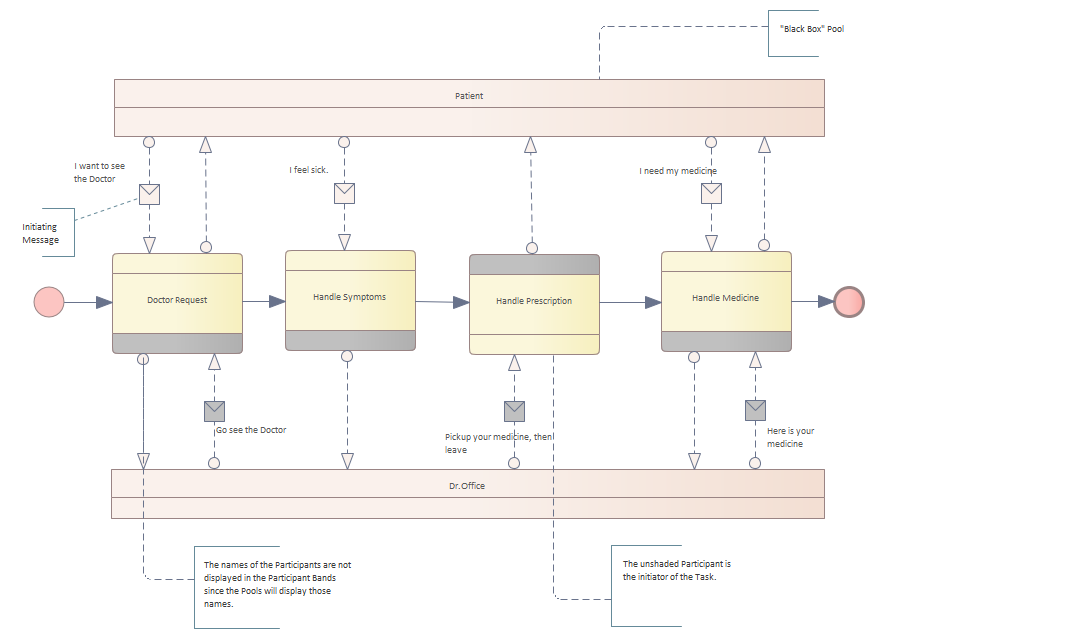 "Black Box" Pool
Patient
I want to see
the Doctor
I feel sick.
I need my medicine
Initiating
Message
Doctor Request
Handle Symptoms
Handle Prescription
Handle Medicine
Go see the Doctor
Pickup your medicine, then
leave
Here is your
medicine
Dr.Office
The names of the Participants are not
displayed in the Participant Bands
since the Pools will display those
names.
The unshaded Participant is
the initiator of the Task.